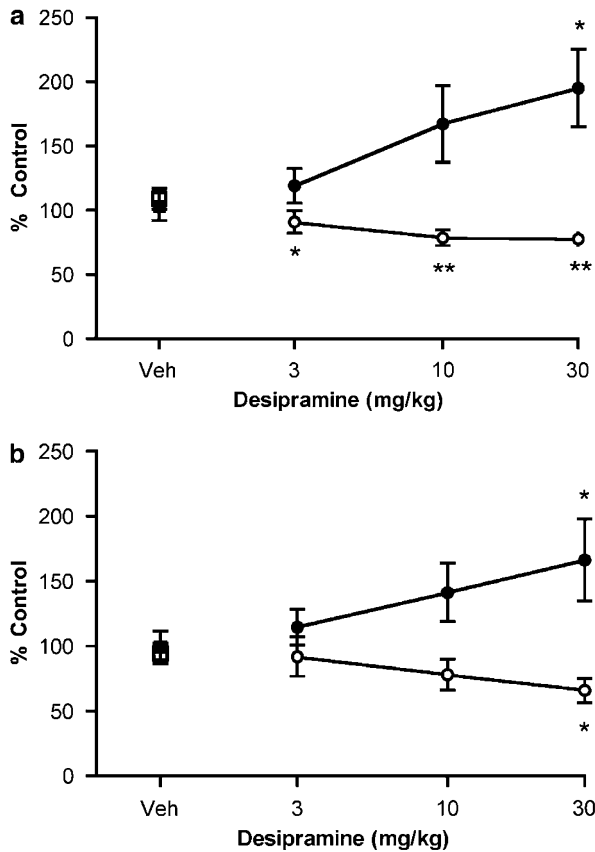 a
*
250
200
150
% Control
100
50
0
* ** **
Veh 3 10 30
Desipramine (mg/kg)
b
250
*
200
150
% Control
100
50
0
*
Veh 3 10 30
Desipramine (mg/kg)